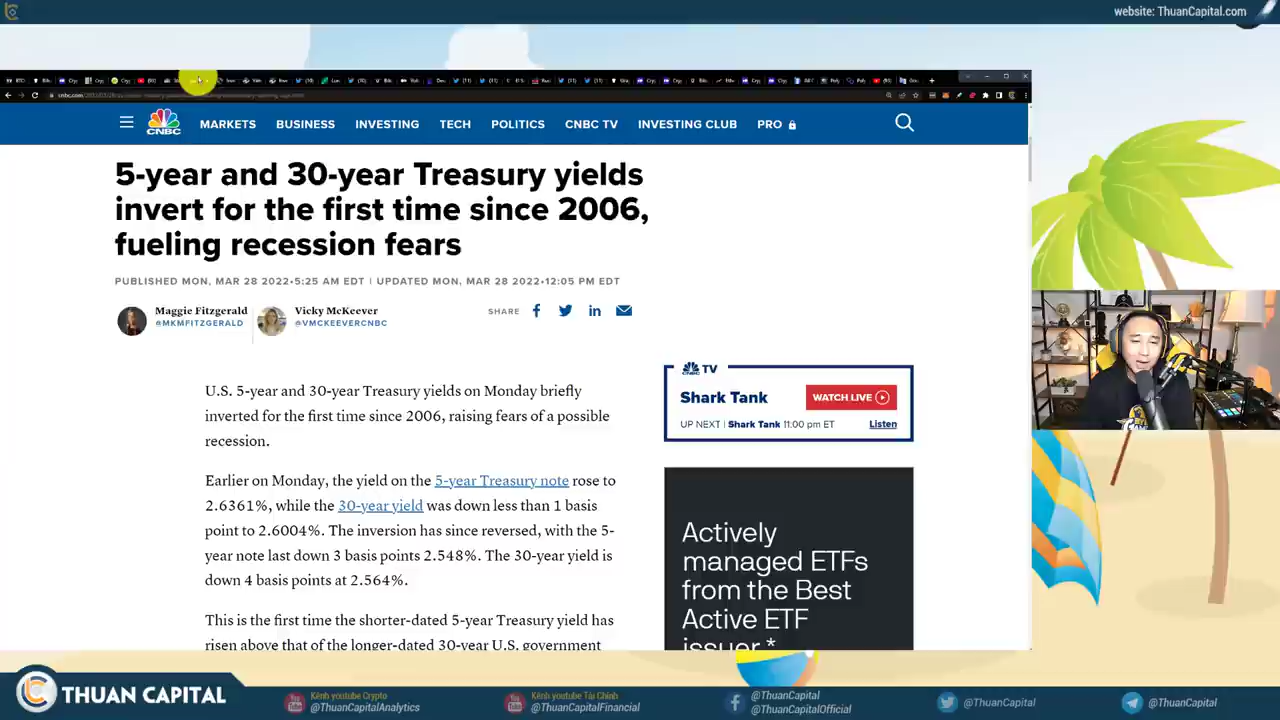 website: ThuanCapital.com
CNBC
MARKETS
BUSINESS
INVESTING
TECH
POLITICS
CNBC TV
INVESTING CLUB
PRO
5-year and 30-year Treasury yields
invert for the first time since 2006,
fueling recession fears
PUBLISHED MON, MAR 28 2022•5:25 AM EDT | UPDATED MON, MAR 28 2022•12:05 PM EDT
Maggie Fitzgerald
@MKMFITZGERALD
Vicky McKeever
@VMCKEEVERCNBC
SHARE
U.S. 5-year and 30-year Treasury yields on Monday briefly
inverted for the first time since 2006, raising fears of a possible
recession.
Earlier on Monday, the yield on the 5-year Treasury note rose to
2.6361%, while the 30-year yield was down less than 1 basis
point to 2.6004%. The inversion has since reversed, with the 5-
year note last down 3 basis points 2.548%. The 30-year yield is
down 4 basis points at 2.564%.
This is the first time the shorter-dated 5-year Treasury yield has
risen above that of the longer-dated 30-year U.S. government
TV
Shark Tank
WATCH LIVE
UP NEXT | Shark Tank 11:00 pm ET
Listen
Actively
managed ETFs
from the Best
Active ETF
issuer.*
THUAN CAPITAL
Kênh youtube Crypto
@ThuanCapitalAnalytics
Kênh youtube Tài Chính
@ThuanCapitalFinancial
@ThuanCapital
@ThuanCapitalOfficial
@ThuanCapital
@ThuanCapital